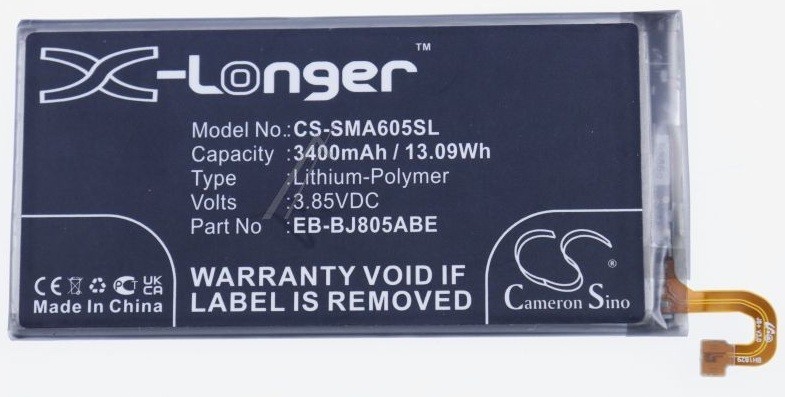 X-Longer™
Model No.: CS-SMA605SL
Capacity : 3400mAh / 13.09Wh
Type : Lithium-Polymer
Volts : 3.85VDC
Part No : EB-BJ805ABE
WARRANTY VOID IF
LABEL IS REMOVED
CE UK
CA
Made In China
CS®
Cameron Sino
BH1829